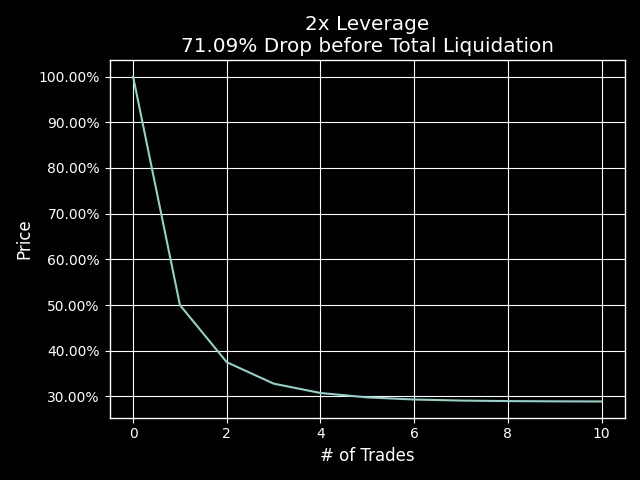 2x Leverage
71.09% Drop before Total Liquidation
100.00%
90.00%
80.00%
70.00%
60.00%
50.00%
40.00%
30.00%
Price
0 2 4 6 8 10
# of Trades